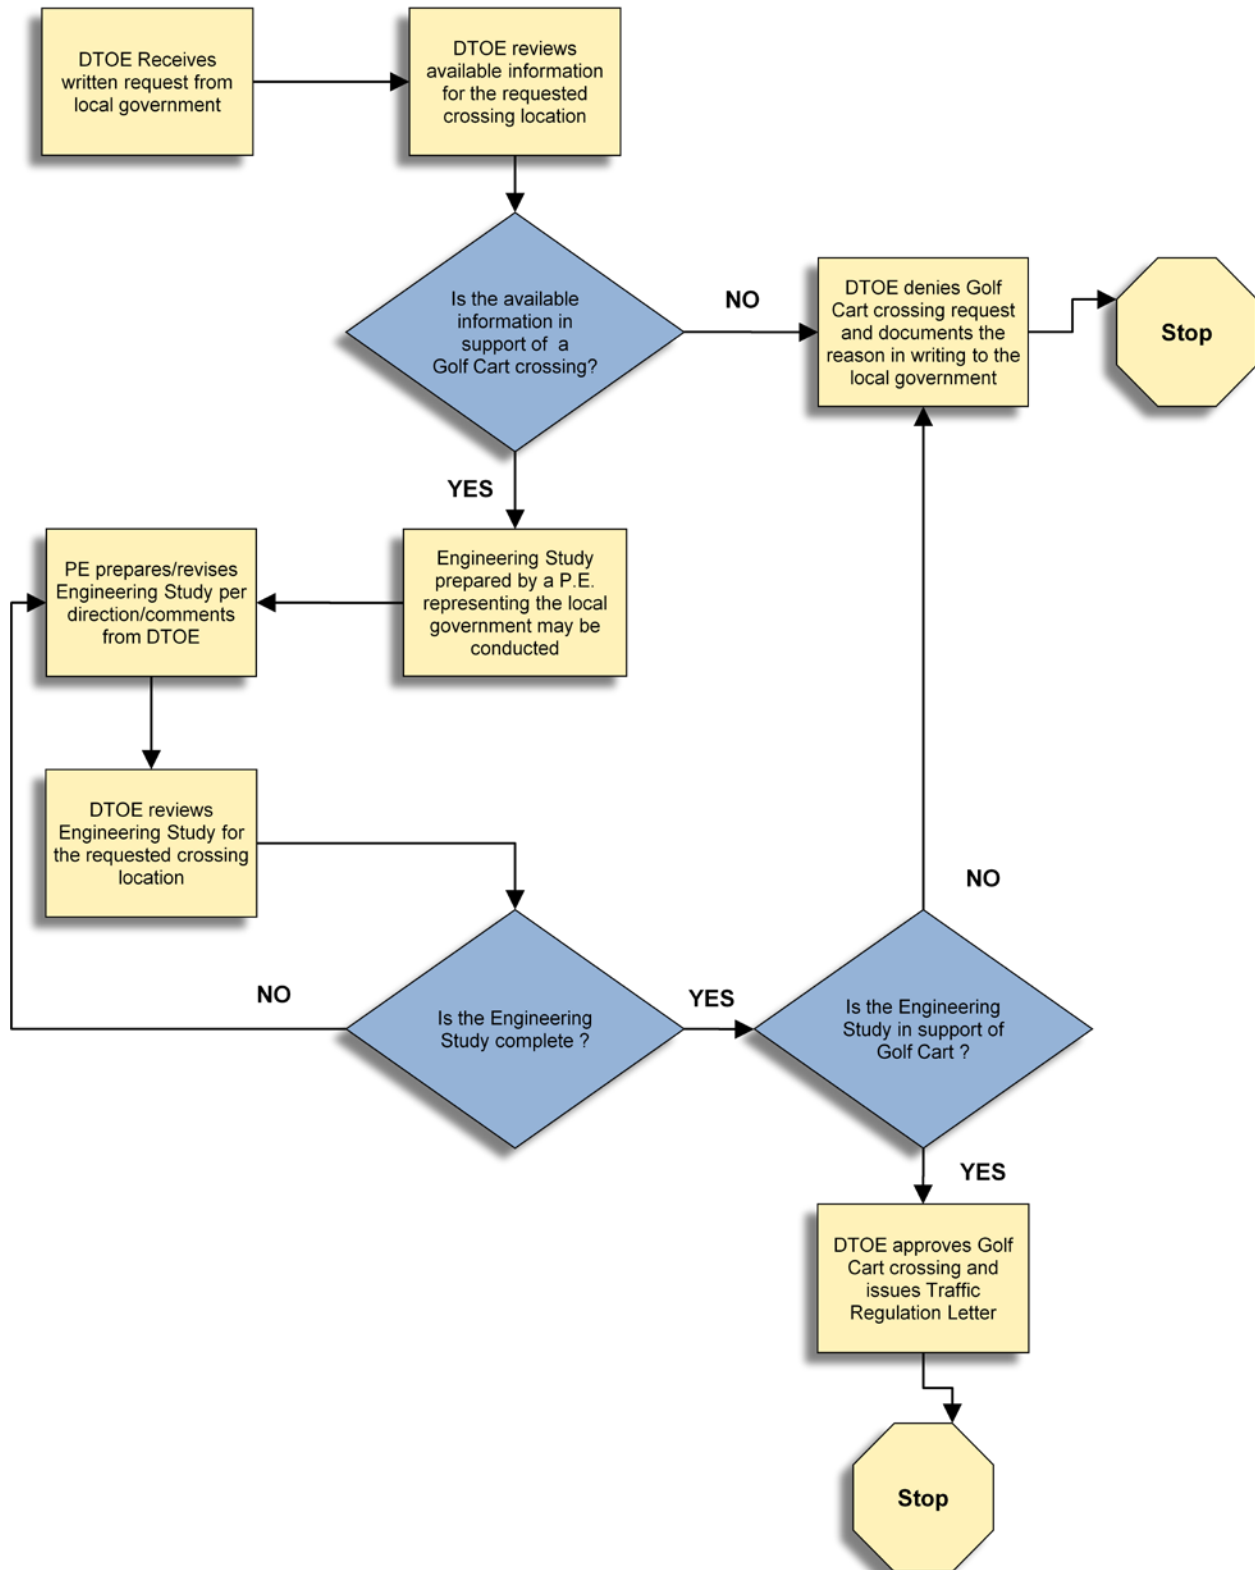 DTOE Receives
written request from
local government
DTOE reviews
available information
for the requested
crossing location
Is the available
information in
support of a
Golf Cart crossing?
NO
DTOE denies Golf
Cart crossing request
and documents the
reason in writing to the
local government
Stop
YES
Engineering Study
prepared by a P.E.
representing the local
government may be
conducted
PE prepares/revises
Engineering Study per
direction/comments
from DTOE
DTOE reviews
Engineering Study for
the requested crossing
location
Is the Engineering
Study complete ?
NO
YES
Is the Engineering
Study in support of
Golf Cart ?
NO
YES
DTOE approves Golf
Cart crossing and
issues Traffic
Regulation Letter
Stop